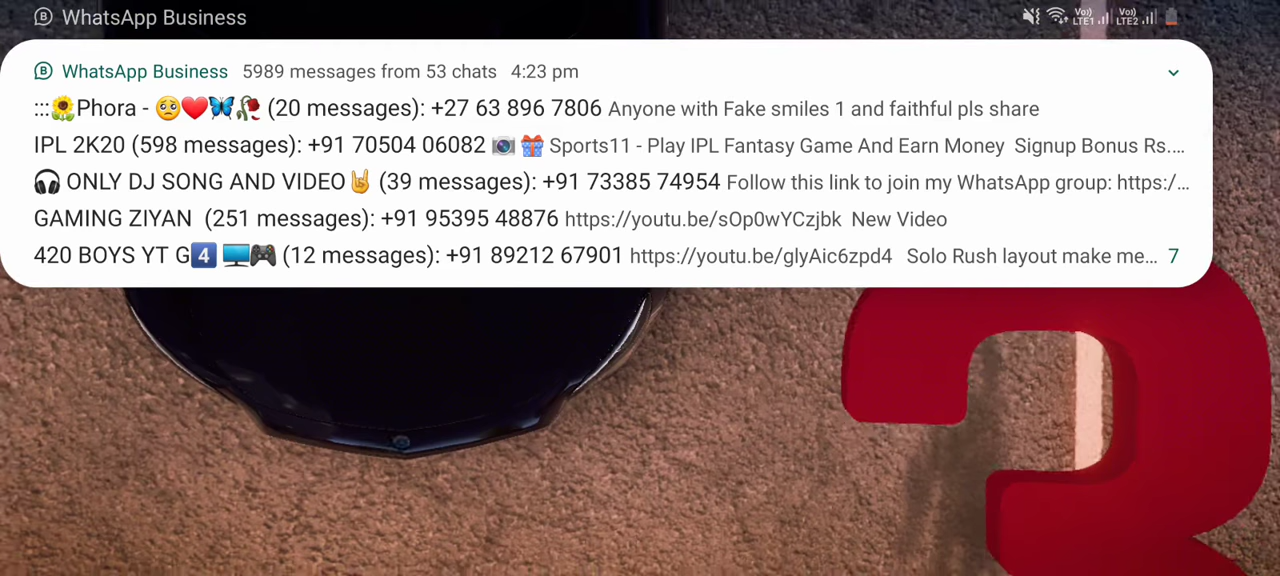 WhatsApp Business Vo) LTE1 Vo) LTE2
WhatsApp Business 5989 messages from 53 chats 4:23 pm
:::🌻Phora - 🥺❤️🦋🥀 (20 messages): +27 63 896 7806 Anyone with Fake smiles 1 and faithful pls share
IPL 2K20 (598 messages): +91 70504 06082 📷 🎁 Sports11 - Play IPL Fantasy Game And Earn Money Signup Bonus Rs....
🎧 ONLY DJ SONG AND VIDEO🤘 (39 messages): +91 73385 74954 Follow this link to join my WhatsApp group: https:/...
GAMING ZIYAN (251 messages): +91 95395 48876 https://youtu.be/sOp0wYCzjbk New Video
420 BOYS YT G4️⃣ 🖥️🎮 (12 messages): +91 89212 67901 https://youtu.be/glyAic6zpd4 Solo Rush layout make me... 7
3